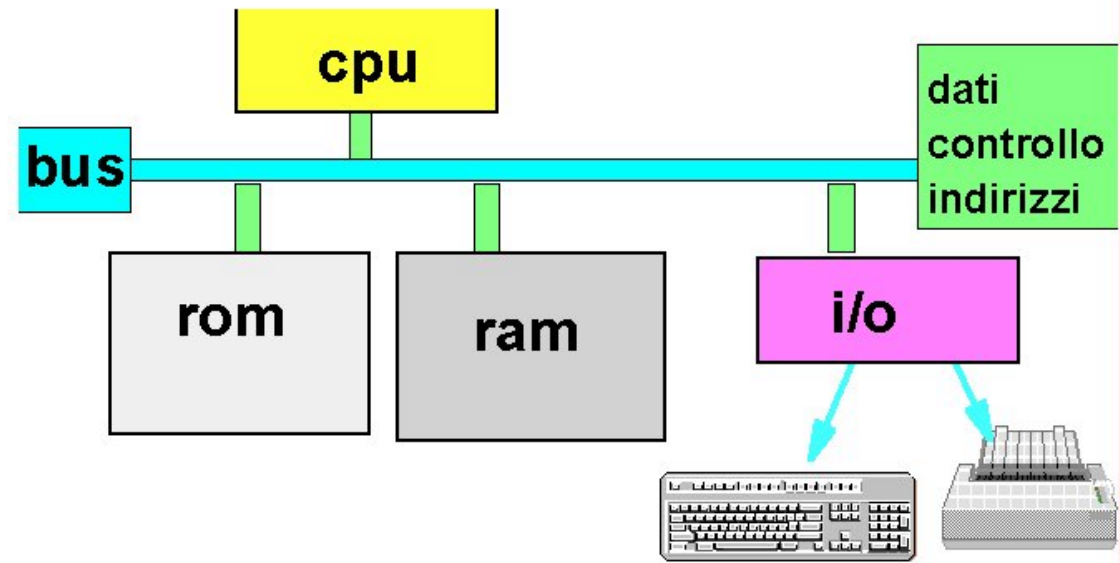 cpu
bus
dati
controllo
indirizzi
rom
ram
i/o